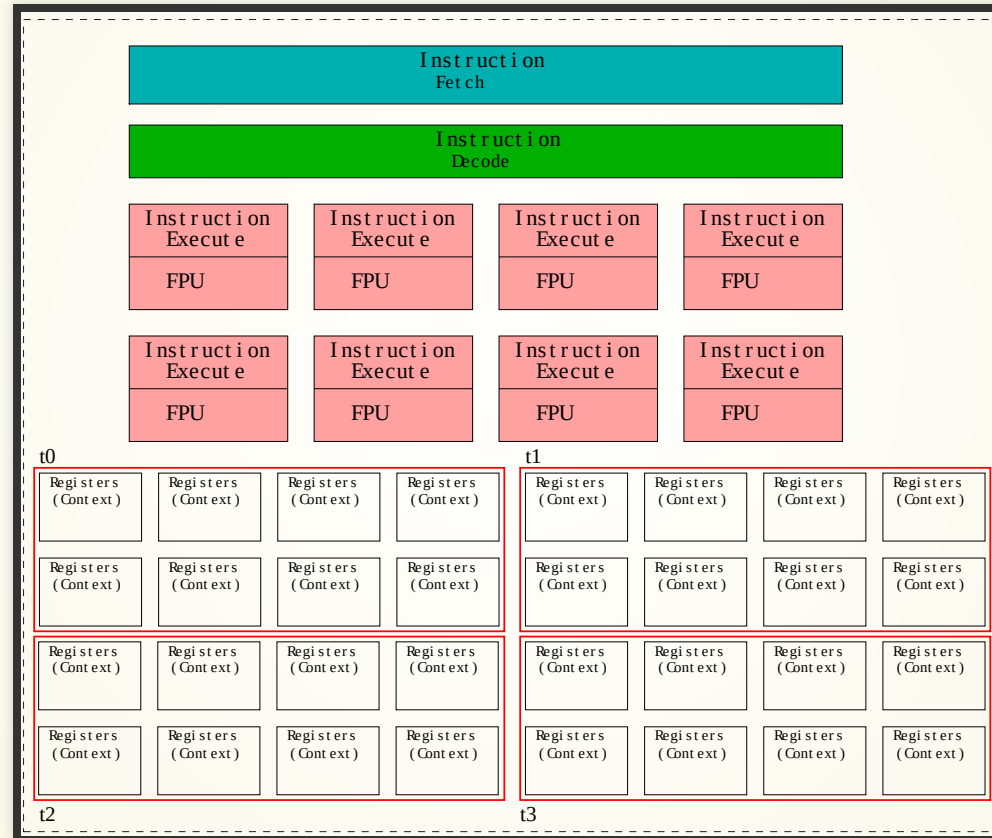 Instruction
Fetch
Instruction
Decode
Instruction Instruction Instruction Instruction
Execute Execute Execute Execute
FPU FPU FPU FPU
Instruction Instruction Instruction Instruction
Execute Execute Execute Execute
FPU FPU FPU FPU
t0 t1
Registers Registers Registers Registers Registers Registers Registers Registers
(Context) (Context) (Context) (Context) (Context) (Context) (Context) (Context)
Registers Registers Registers Registers Registers Registers Registers Registers
(Context) (Context) (Context) (Context) (Context) (Context) (Context) (Context)
Registers Registers Registers Registers Registers Registers Registers Registers
(Context) (Context) (Context) (Context) (Context) (Context) (Context) (Context)
Registers Registers Registers Registers Registers Registers Registers Registers
(Context) (Context) (Context) (Context) (Context) (Context) (Context) (Context)
t2 t3